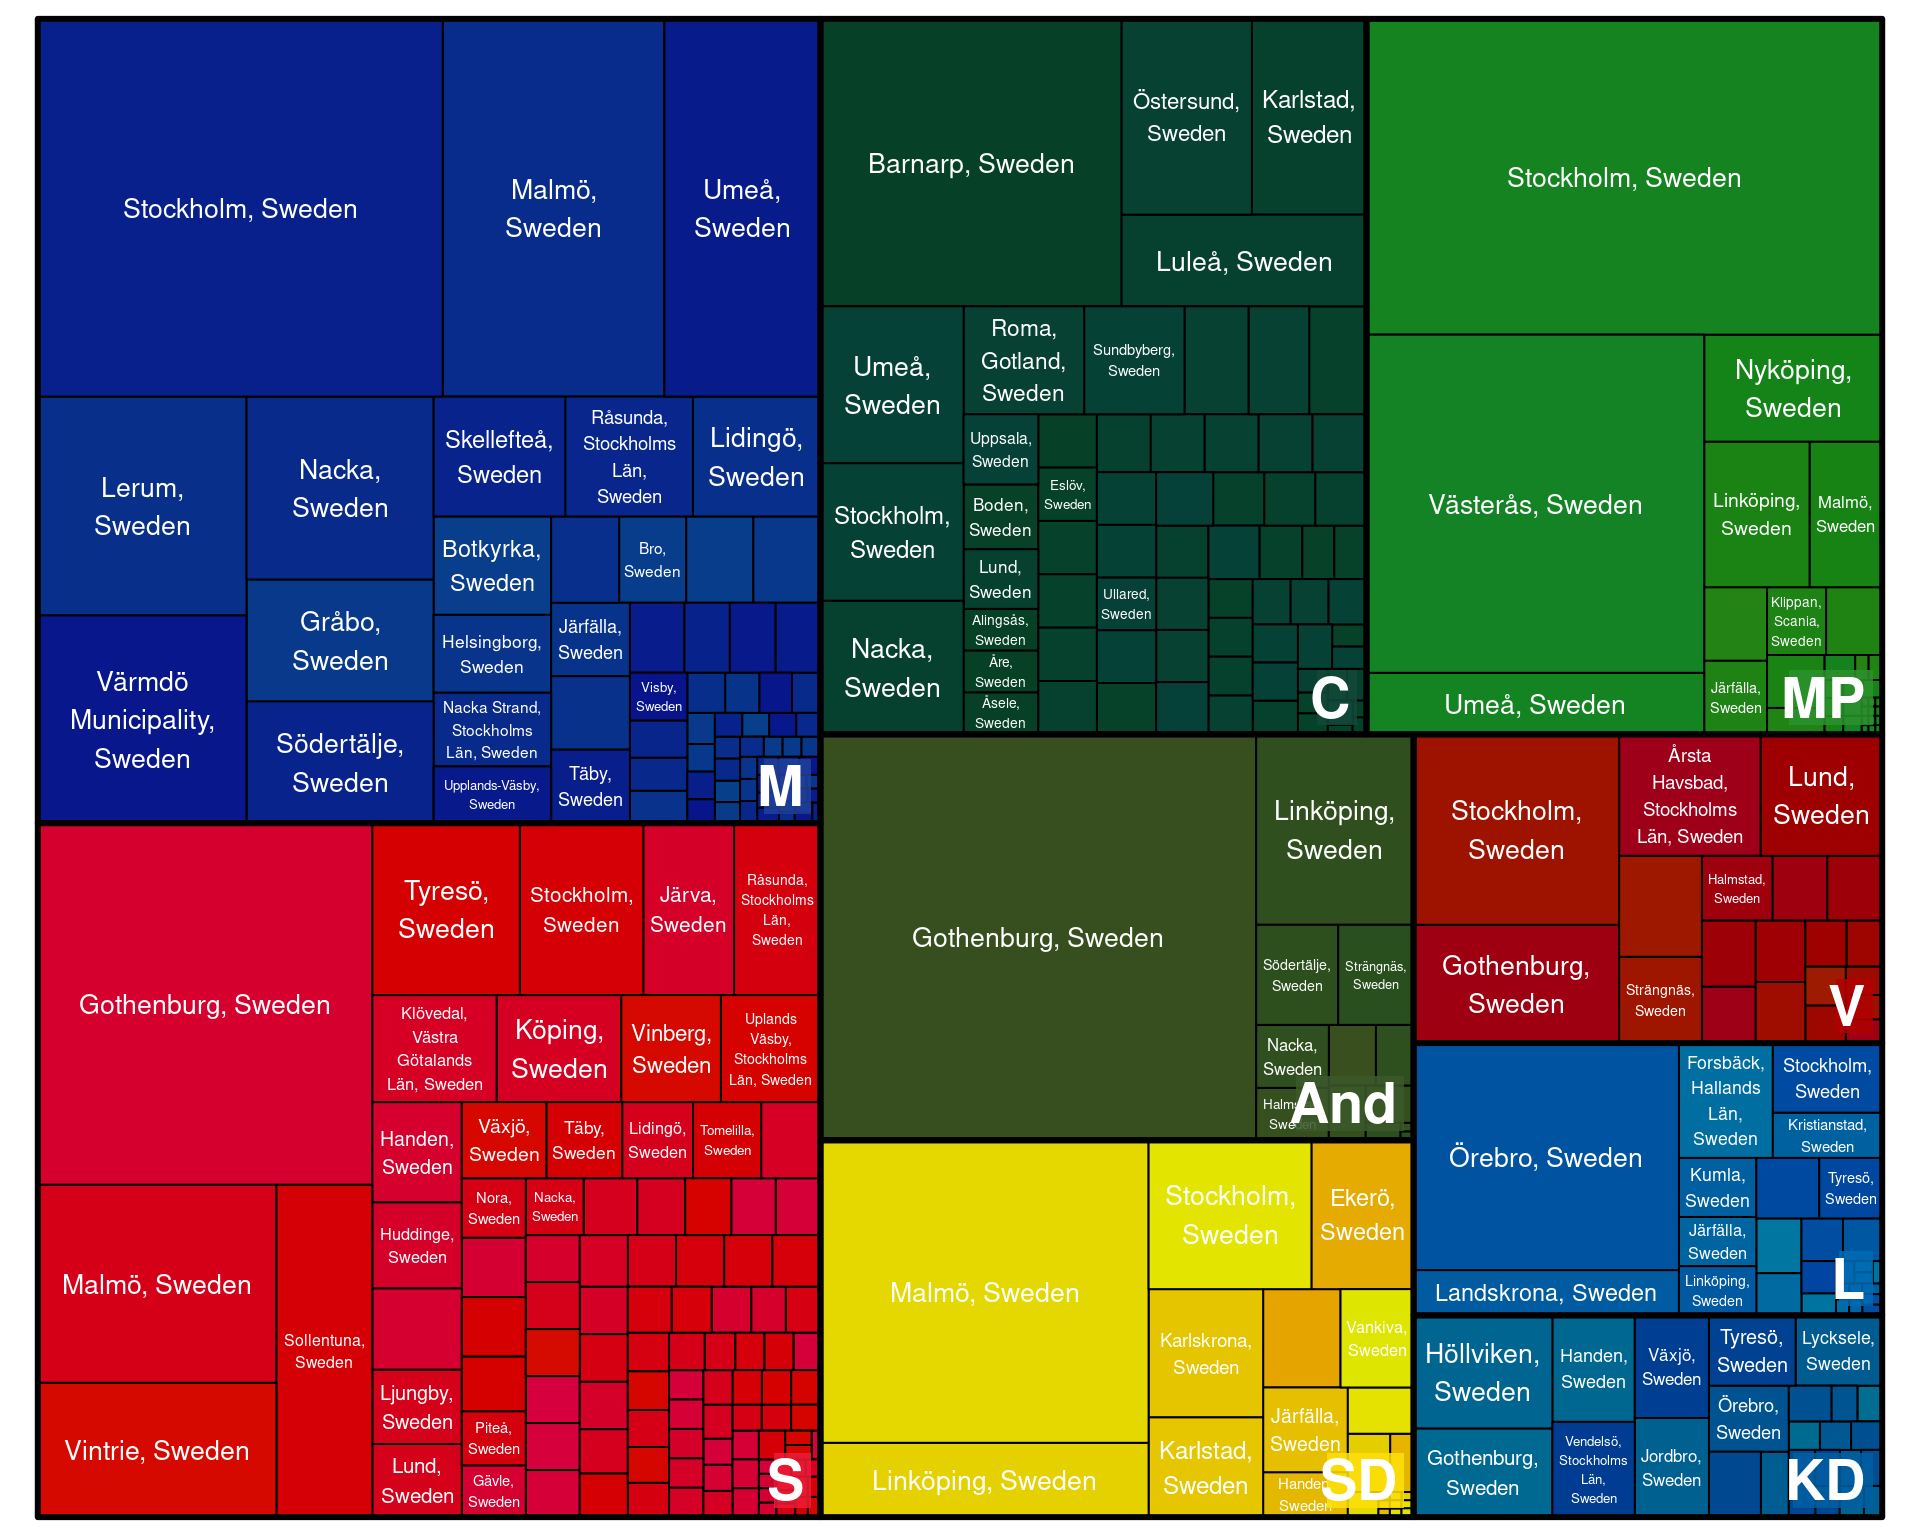 Stockholm, Sweden
Malmö,
Sweden
Umeå,
Sweden
Lerum,
Sweden
Nacka,
Sweden
Skellefteå,
Sweden
Råsunda,
Stockholms
Län,
Sweden
Lidingö,
Sweden
Botkyrka,
Sweden
Bro,
Sweden
Gråbo,
Sweden
Helsingborg,
Sweden
Järfälla,
Sweden
Värmdö
Municipality,
Sweden
Södertälje,
Sweden
Nacka Strand,
Stockholms
Län, Sweden
Visby,
Sweden
Upplands-Väsby,
Sweden
Täby,
Sweden
M
Barnarp, Sweden
Östersund,
Sweden
Karlstad,
Sweden
Luleå, Sweden
Umeå,
Sweden
Roma,
Gotland,
Sweden
Sundbyberg,
Sweden
Uppsala,
Sweden
Eslöv,
Sweden
Stockholm,
Sweden
Boden,
Sweden
Lund,
Sweden
Ullared,
Sweden
Nacka,
Sweden
Alingsås,
Sweden
Åre,
Sweden
Åsele,
Sweden
C
Stockholm, Sweden
Västerås, Sweden
Nyköping,
Sweden
Linköping,
Sweden
Malmö,
Sweden
Klippan,
Scania,
Sweden
Umeå, Sweden
Järfälla,
Sweden
MP
Gothenburg, Sweden
Tyresö,
Sweden
Stockholm,
Sweden
Järva,
Sweden
Råsunda,
Stockholms
Län,
Sweden
Klövedal,
Västra
Götalands
Län, Sweden
Köping,
Sweden
Vinberg,
Sweden
Uplands
Väsby,
Stockholms
Län, Sweden
Handen,
Sweden
Växjö,
Sweden
Täby,
Sweden
Lidingö,
Sweden
Tomelilla,
Sweden
Nora,
Sweden
Nacka,
Sweden
Huddinge,
Sweden
Malmö, Sweden
Sollentuna,
Sweden
Vintrie, Sweden
Ljungby,
Sweden
Piteå,
Sweden
Lund,
Sweden
Gävle,
Sweden
S
Gothenburg, Sweden
Linköping,
Sweden
Södertälje,
Sweden
Strängnäs,
Sweden
Nacka,
Sweden
And
Malmö, Sweden
Stockholm,
Sweden
Ekerö,
Sweden
Karlskrona,
Sweden
Vankiva,
Sweden
Järfälla,
Sweden
Linköping, Sweden
Karlstad,
Sweden
Handen,
Sweden
SD
Stockholm,
Sweden
Årsta
Havsbad,
Stockholms
Län, Sweden
Lund,
Sweden
Halmstad,
Sweden
Gothenburg,
Sweden
Strängnäs,
Sweden
V
Örebro, Sweden
Forsbäck,
Hallands
Län,
Sweden
Stockholm,
Sweden
Kristianstad,
Sweden
Kumla,
Sweden
Tyresö,
Sweden
Järfälla,
Sweden
Landskrona, Sweden
Linköping,
Sweden
L
Höllviken,
Sweden
Handen,
Sweden
Växjö,
Sweden
Tyresö,
Sweden
Lycksele,
Sweden
Örebro,
Sweden
Gothenburg,
Sweden
Vendelsö,
Stockholms
Län,
Sweden
Jordbro,
Sweden
KD